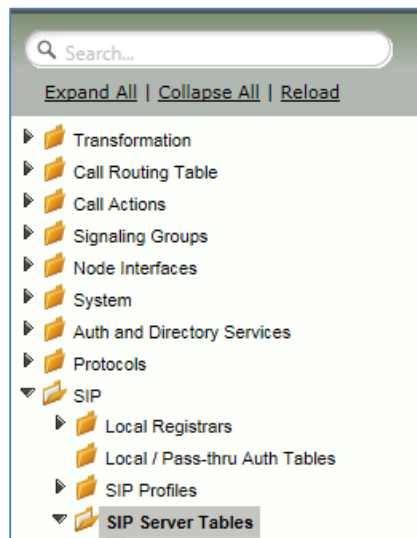 Search...
Expand All | Collapse All | Reload
Transformation
Call Routing Table
Call Actions
Signaling Groups
Node Interfaces
System
Auth and Directory Services
Protocols
SIP
Local Registrars
Local / Pass-thru Auth Tables
SIP Profiles
SIP Server Tables